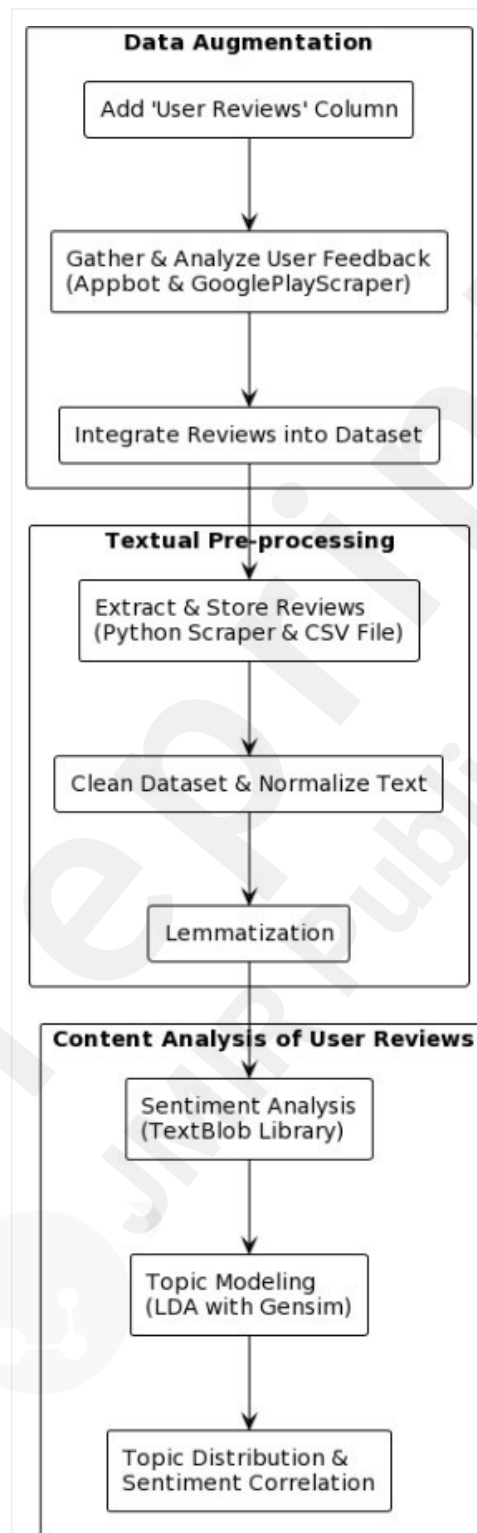 Data Augmentation
Add 'User Reviews' Column
Gather & Analyze User Feedback
(Appbot & GooglePlayScraper)
Integrate Reviews into Dataset
Textual Pre-processing
Extract & Store Reviews
(Python Scraper & CSV File)
Clean Dataset & Normalize Text
Lemmatization
Content Analysis of User Reviews
Sentiment Analysis
(TextBlob Library)
Topic Modeling
(LDA with Gensim)
Topic Distribution &
Sentiment Correlation